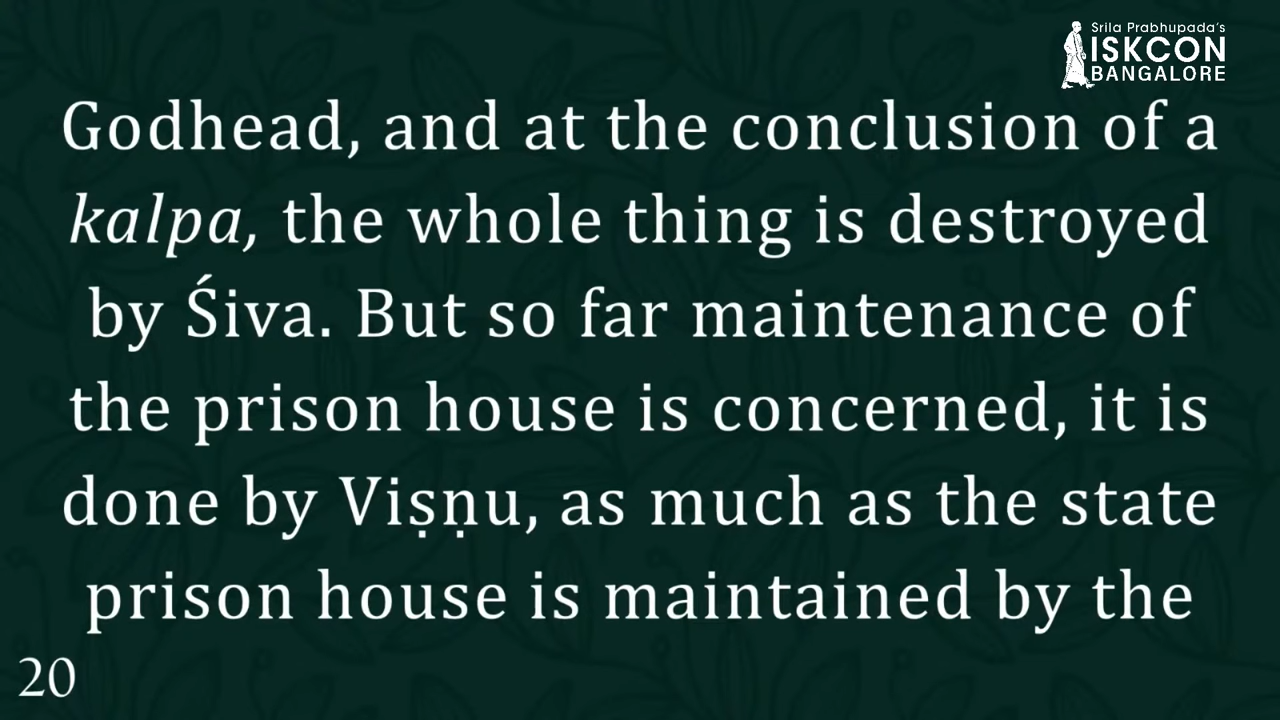 Srila Prabhupada's
ISKCON
BANGALORE
Godhead, and at the conclusion of a
kalpa, the whole thing is destroyed
by Śiva. But so far maintenance of
the prison house is concerned, it is
done by Viṣṇu, as much as the state
prison house is maintained by the
20